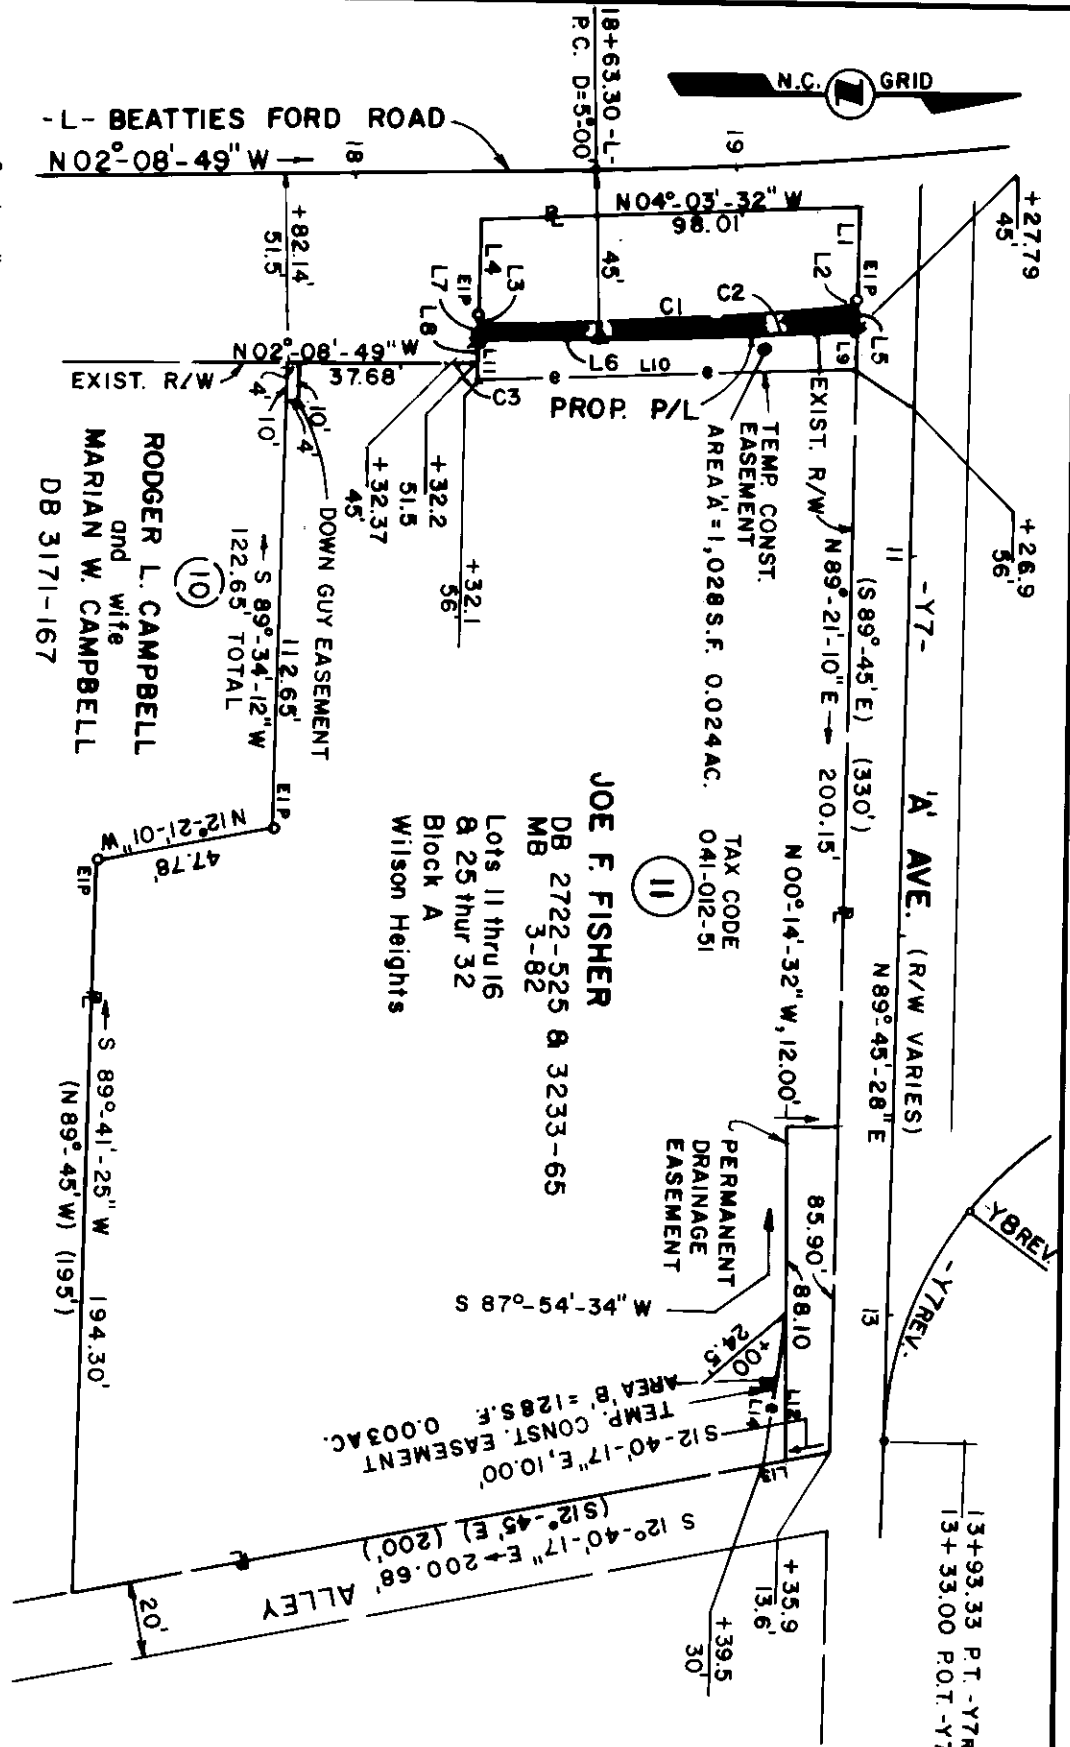 N.C. GRID
Z
18+63.30 -L-
P.C. D=5°00'
-L- BEATTIES FORD ROAD
N 02°-08'-49" W
18
19
+82.14'
51.5'
N 04°-03'-32" W
98.01'
45'
L1
L2
EIP
L4
L3
EIP
L7
L8
L11
C1
C2
L5
L9
L6
L10
C3
e
e
+27.79
45'
+26.9
56'
N 02°-08'-49" W
37.68'
EXIST. R/W
4'
10'
10'
4'
PROP. P/L
EXIST. R/W
TEMP. CONST.
EASEMENT
AREA 'A' = 1,028 S.F. 0.024 AC.
+32.2
51.5
+32.37
45'
+32.1
56'
DOWN GUY EASEMENT
112.65'
S 89°-34'-12" W
122.65' TOTAL
10
RODGER L. CAMPBELL
and wife
MARIAN W. CAMPBELL
DB 3171-167
EIP
N12°-21'-01" W
47.78'
EIP
S 89°-41'-25" W 194.30'
(N 89°-45' W) (195')
11
-Y7-
'A' AVE. (R/W VARIES)
N 89°-45'-28" E
(S 89°-45' E) (330')
N 89°-21'-10" E 200.15'
JOE F. FISHER
DB 2722-525 & 3233-65
MB 3-82
Lots 11 thru 16
& 25 thur 32
Block A
Wilson Heights
11
TAX CODE
041-012-51
N 00°-14'-32" W, 12.00'
PERMANENT
DRAINAGE
EASEMENT
85.90'
88.10
S 87°-54'-34" W
+00
24.5'
AREA 'B' = 128 S.F.
0.003 AC.
TEMP. CONST. EASEMENT
S12-40'-17" E, 10.00'
L12
L13
L14
e
13
-Y8REV.
-Y7REV.
(S12°-45' E) (200')
S 12°-40'-17" E 200.68'
ALLEY
20'
+35.9
13.6'
+39.5
30'
13+93.33 P.T. -Y7R
13+33.00 P.O.T. -Y7